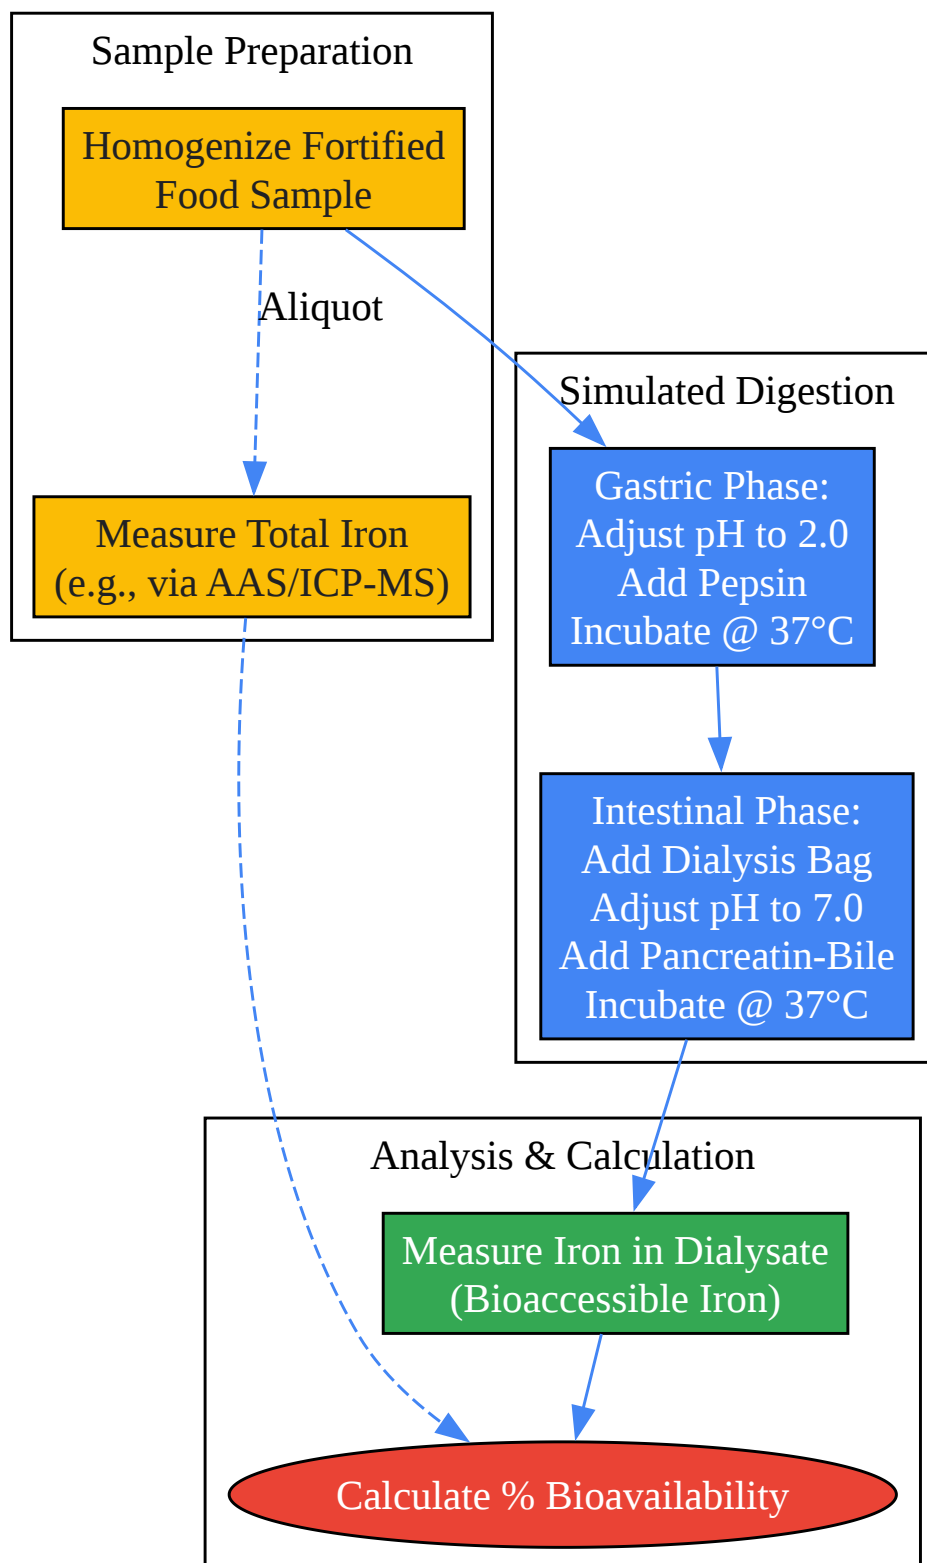 Sample Preparation
Homogenize Fortified
Food Sample
Aliquot
Measure Total Iron
(e.g., via AAS/ICP-MS)
Simulated Digestion
Gastric Phase:
Adjust pH to 2.0
Add Pepsin
Incubate @ 37°C
Intestinal Phase:
Add Dialysis Bag
Adjust pH to 7.0
Add Pancreatin-Bile
Incubate @ 37°C
Analysis & Calculation
Measure Iron in Dialysate
(Bioaccessible Iron)
Calculate % Bioavailability